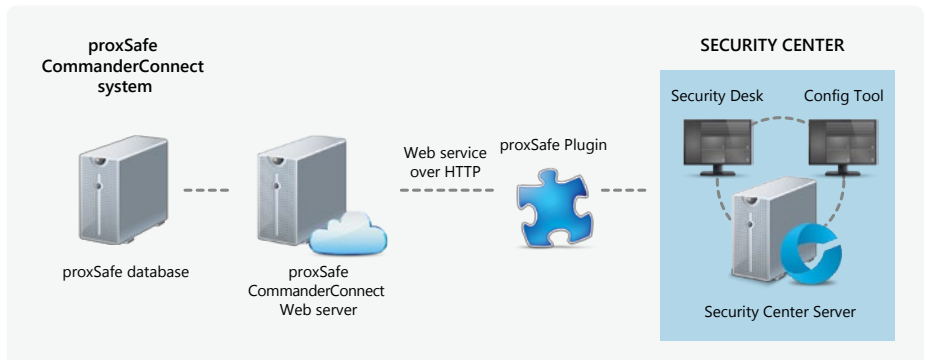 proxSafe
CommanderConnect
system
SECURITY CENTER
Security Desk
Config Tool
Web service
over HTTP
proxSafe Plugin
proxSafe database
proxSafe
CommanderConnect
Web server
Security Center Server